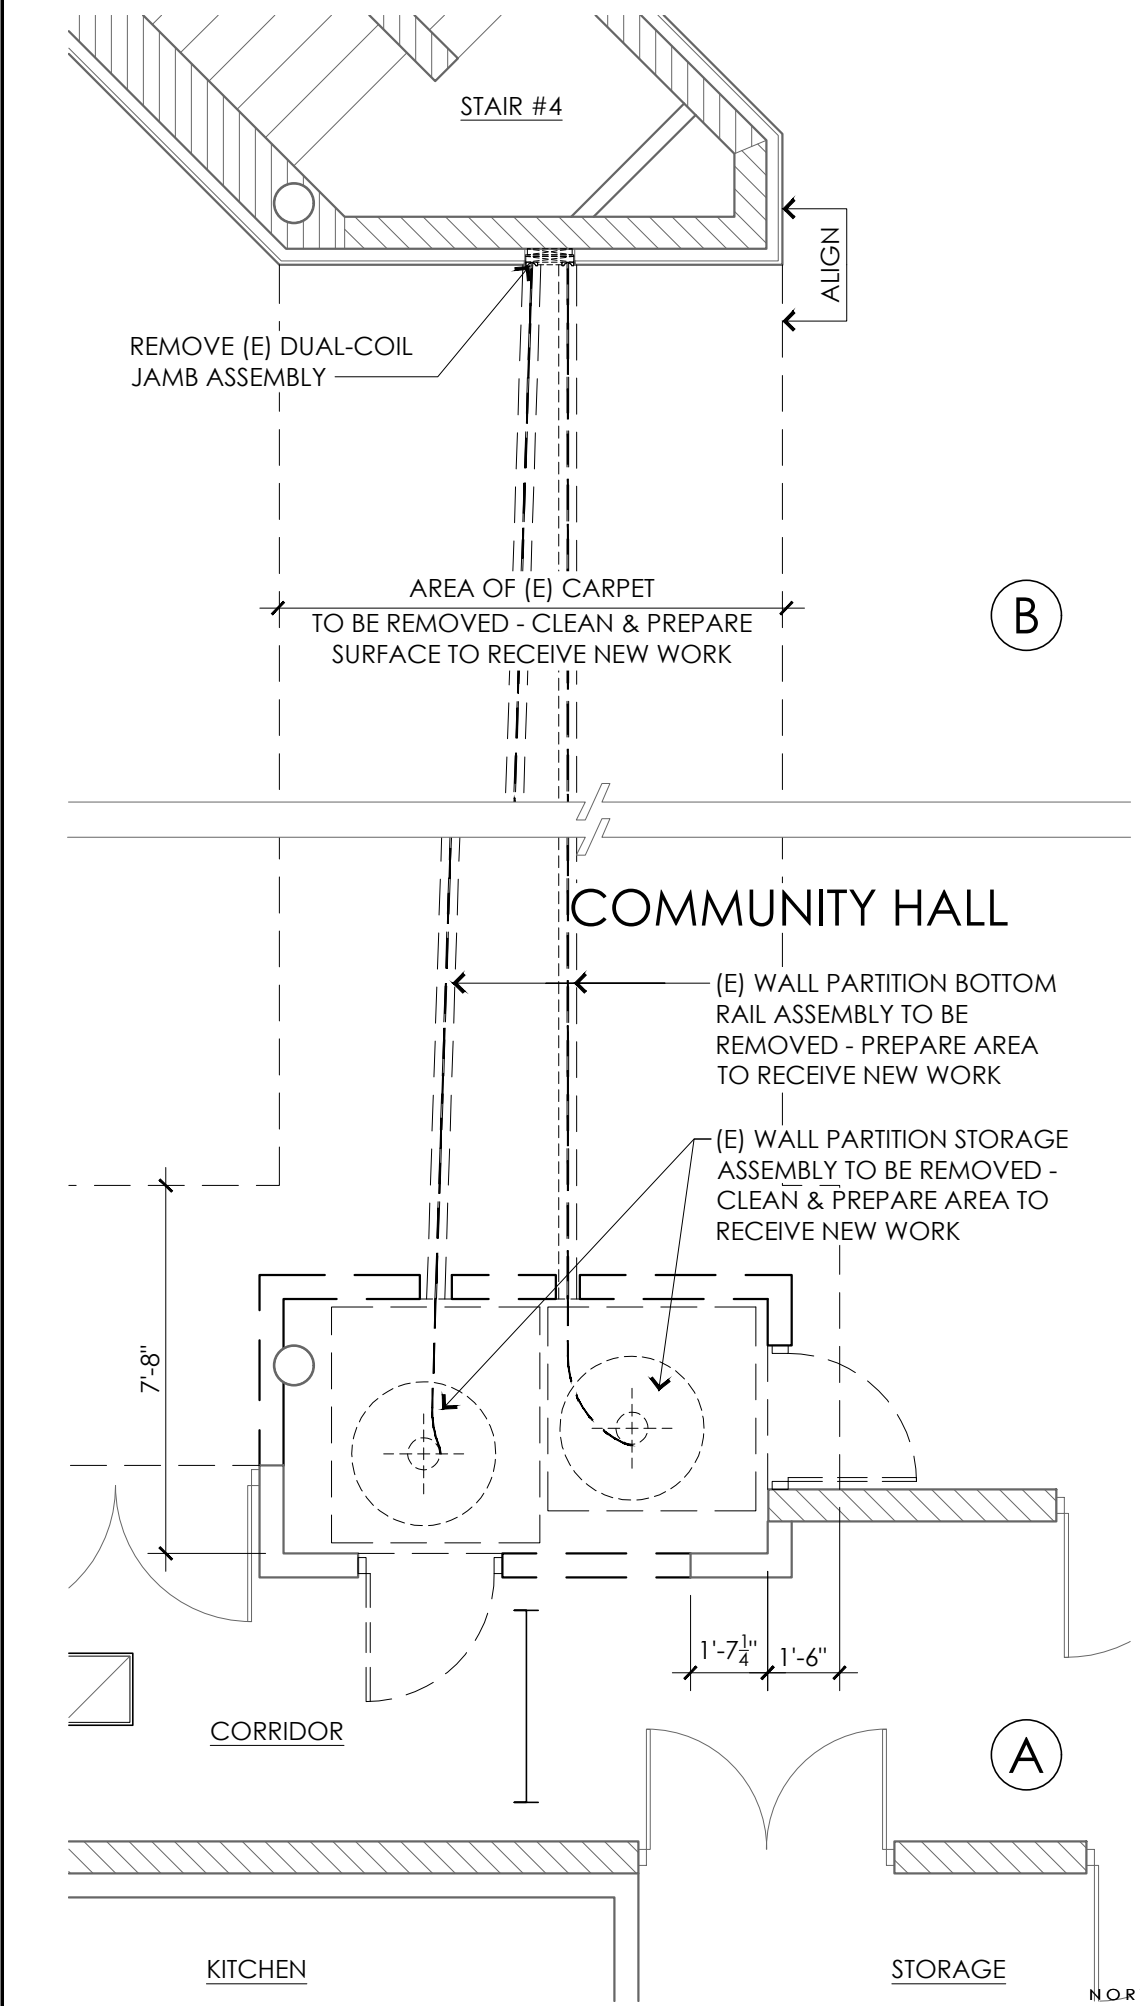 STAIR #4
ALIGN
REMOVE (E) DUAL-COIL
JAMB ASSEMBLY
AREA OF (E) CARPET
TO BE REMOVED - CLEAN & PREPARE
SURFACE TO RECEIVE NEW WORK
B
COMMUNITY HALL
(E) WALL PARTITION BOTTOM
RAIL ASSEMBLY TO BE
REMOVED - PREPARE AREA
TO RECEIVE NEW WORK
(E) WALL PARTITION STORAGE
ASSEMBLY TO BE REMOVED -
CLEAN & PREPARE AREA TO
RECEIVE NEW WORK
7'-8"
1'-7 1/4"
1'-6"
CORRIDOR
A
KITCHEN
STORAGE
NOR